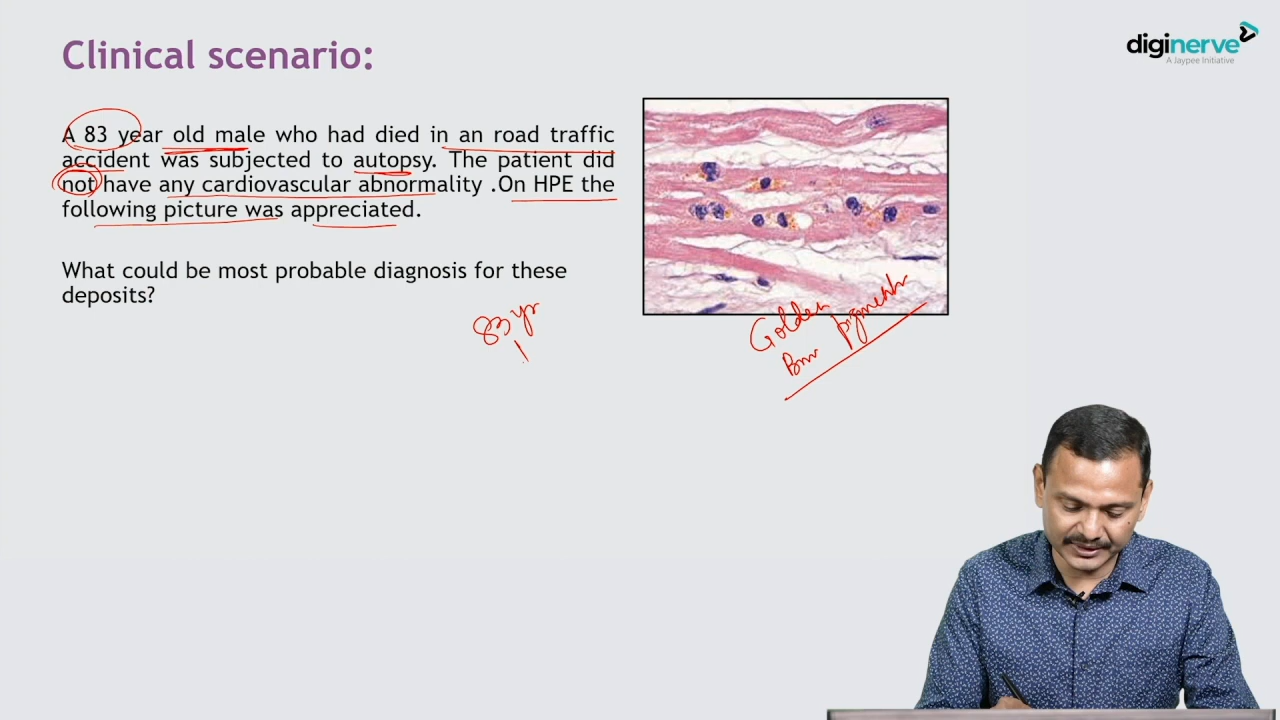 Clinical scenario:
diginerve
A Jaypee Initiative
A 83 year old male who had died in an road traffic
accident was subjected to autopsy. The patient did
not have any cardiovascular abnormality .On HPE the
following picture was appreciated.
What could be most probable diagnosis for these
deposits?
83 yr
Golden
pigment